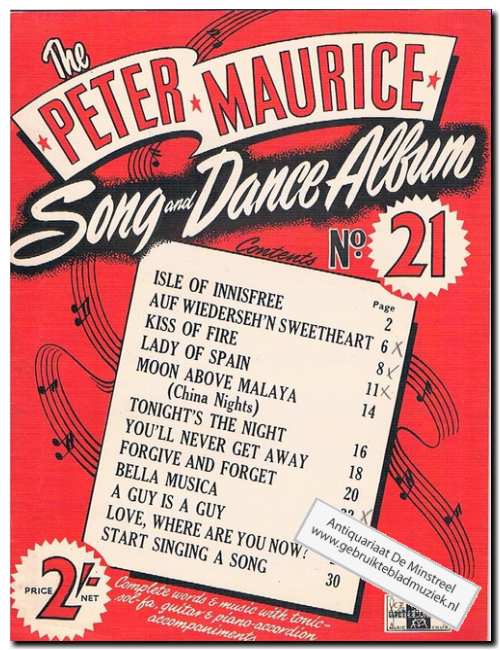 The
PETER MAURICE
Song and Dance Album
Contents No. 21
Page
ISLE OF INNISFREE 2
AUF WIEDERSEH'N SWEETHEART 6
KISS OF FIRE 8
LADY OF SPAIN 11
MOON ABOVE MALAYA 14
(China Nights)
TONIGHT'S THE NIGHT 16
YOU'LL NEVER GET AWAY 18
FORGIVE AND FORGET 20
BELLA MUSICA
A GUY IS A GUY
LOVE, WHERE ARE YOU NOW?
START SINGING A SONG 30
Antiquariaat De Minstreel
www.gebruiktebladmuziek.nl
PRICE 2/- NET
Complete words & music with tonic-
sol-fa, guitar & piano-accordion
accompaniments